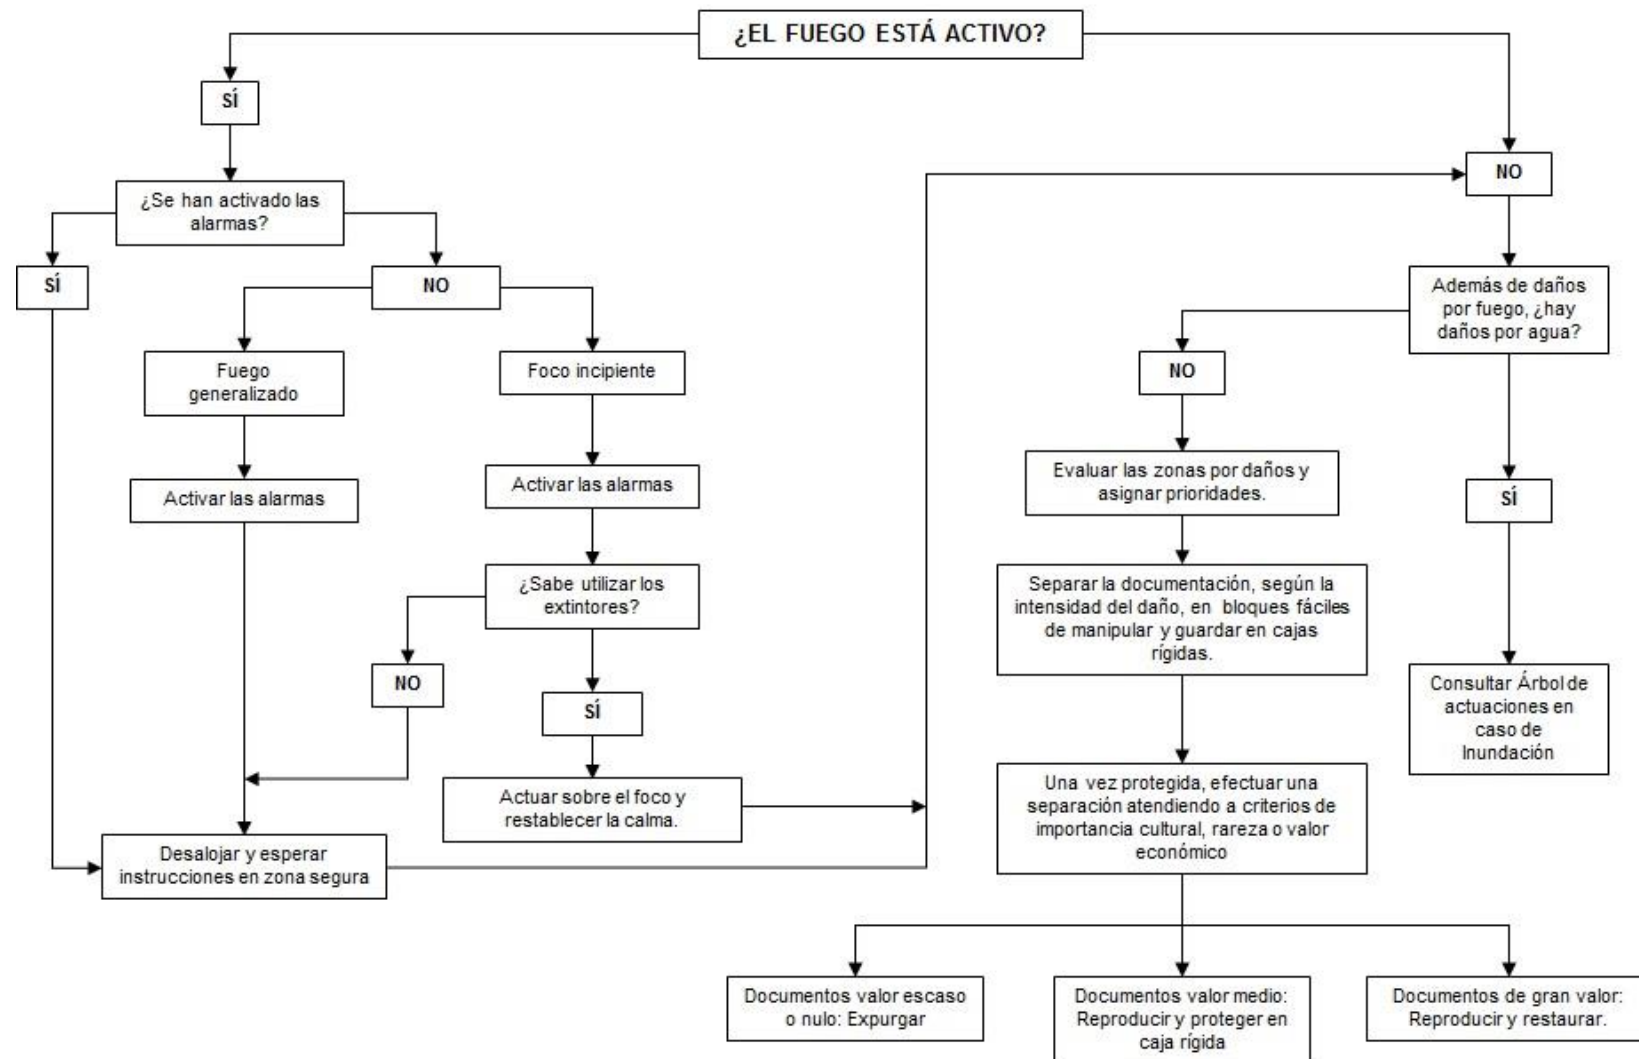 ¿EL FUEGO ESTÁ ACTIVO?
SÍ
¿Se han activado las
alarmas?
SÍ
NO
Fuego
generalizado
Foco incipiente
Activar las alarmas
Activar las alarmas
¿Sabe utilizar los
extintores?
NO
SÍ
Actuar sobre el foco y
restablecer la calma.
Desalojar y esperar
instrucciones en zona segura
NO
Además de daños
por fuego, ¿hay
daños por agua?
NO
SÍ
Evaluar las zonas por daños y
asignar prioridades.
Separar la documentación, según la
intensidad del daño, en bloques fáciles
de manipular y guardar en cajas
rígidas.
Consultar Árbol de
actuaciones en
caso de
Inundación
Una vez protegida, efectuar una
separación atendiendo a criterios de
importancia cultural, rareza o valor
económico
Documentos valor escaso
o nulo: Expurgar
Documentos valor medio:
Reproducir y proteger en
caja rígida
Documentos de gran valor:
Reproducir y restaurar.